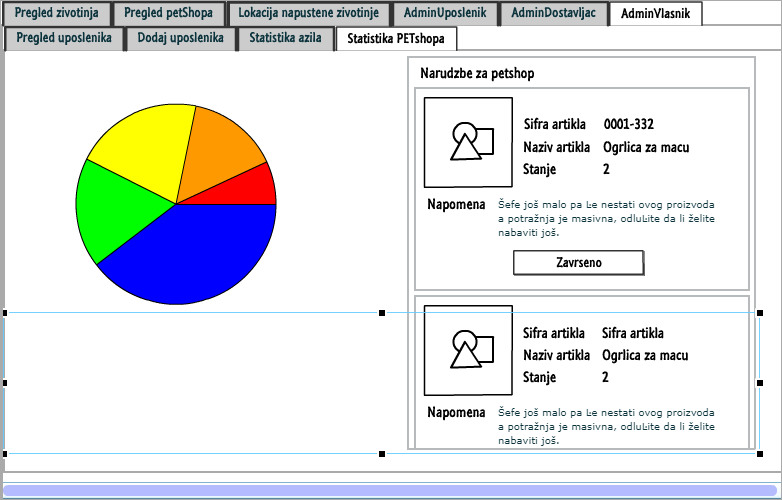 Pregled zivotinja Pregled petShopa Lokacija napustene zivotinje AdminUposlenik AdminDostavljac AdminVlasnik
Pregled uposlenika Dodaj uposlenika Statistika azila Statistika PETshopa
Narudzbe za petshop
Sifra artikla 0001-332
Naziv artikla Ogrlica za macu
Stanje 2
Napomena Šefe još malo pa će nestati ovog proizvoda
a potražnja je masivna, odlučite da li želite
nabaviti još.
Zavrseno
Sifra artikla Sifra artikla
Naziv artikla Ogrlica za macu
Stanje 2
Napomena Šefe još malo pa će nestati ovog proizvoda
a potražnja je masivna, odlučite da li želite
nabaviti još.